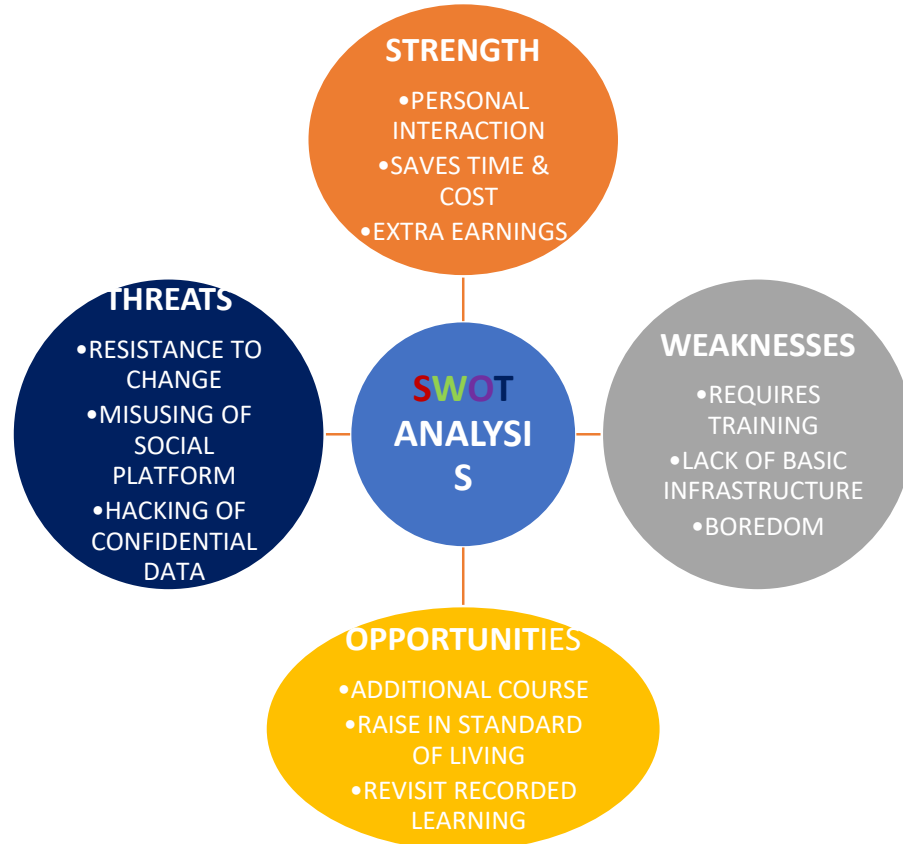 STRENGTH
•PERSONAL
INTERACTION
•SAVES TIME &
COST
•EXTRA EARNINGS
THREATS
•RESISTANCE TO
CHANGE
•MISUSING OF
SOCIAL
PLATFORM
•HACKING OF
CONFIDENTIAL
DATA
SWOT
ANALYSI
S
WEAKNESSES
•REQUIRES
TRAINING
•LACK OF BASIC
INFRASTRUCTURE
•BOREDOM
OPPORTUNITIES
•ADDITIONAL COURSE
•RAISE IN STANDARD
OF LIVING
•REVISIT RECORDED
LEARNING